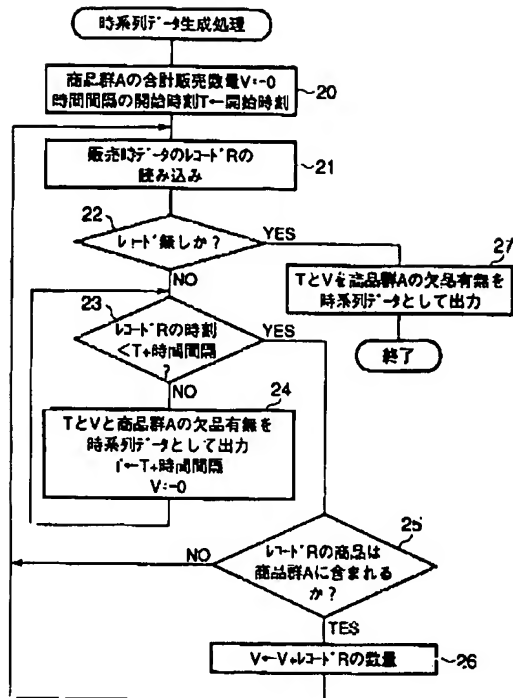 時系列データ生成処理
商品群Aの合計販売数量V:-0
時間間隔の開始時刻T←開始時刻
20
販売時データのレコードRの
読み込み
21
22
レコード無しか?
YES
NO
27
TとVを商品群Aの欠品有無を
時系列データとして出力
終了
23
レコードRの時刻
<T+時間間隔
?
YES
NO
24
TとVと商品群Aの欠品有無を
時系列データとして出力
T←T+時間間隔
V:-0
25
レコードRの商品は
商品群Aに含まれる
か?
NO
YES
V←V+レコードRの数量
26